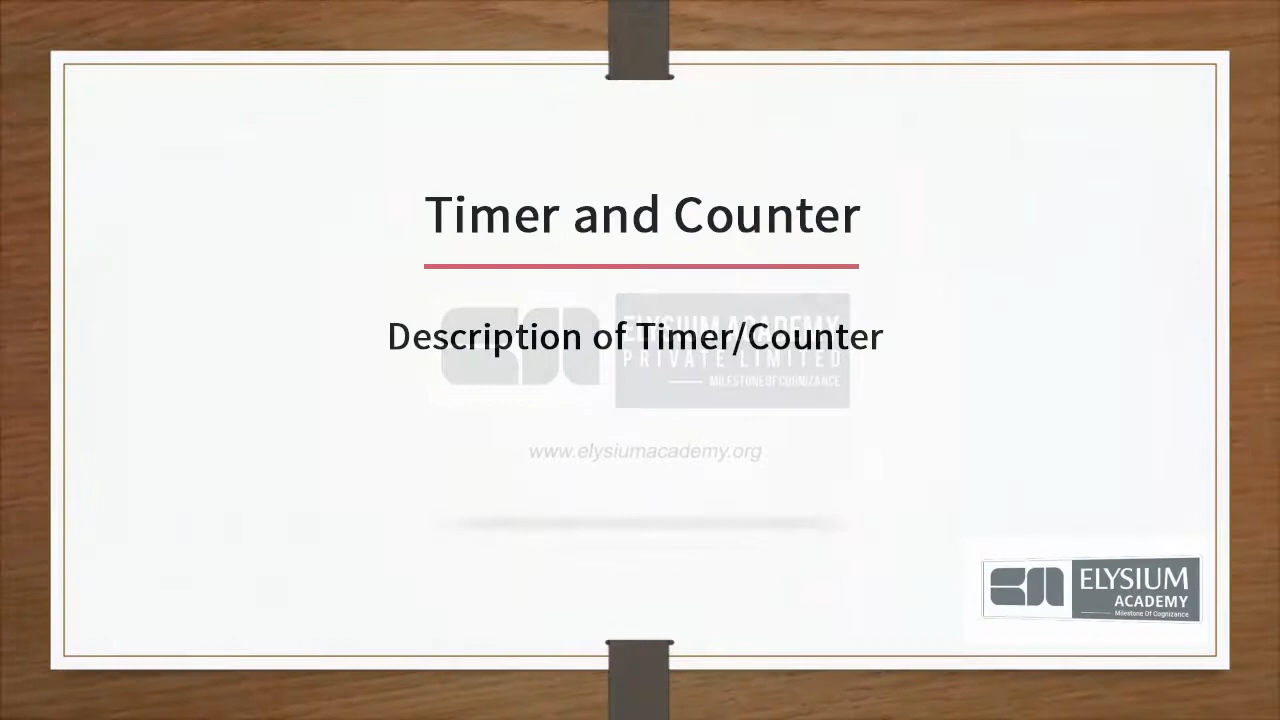 Timer and Counter
Description of Timer/Counter
ELYSIUM ACADEMY
PRIVATE LIMITED
MILESTONE OF COGNIZANCE
www.elysiumacademy.org
ELYSIUM
ACADEMY
Milestone Of Cognizance